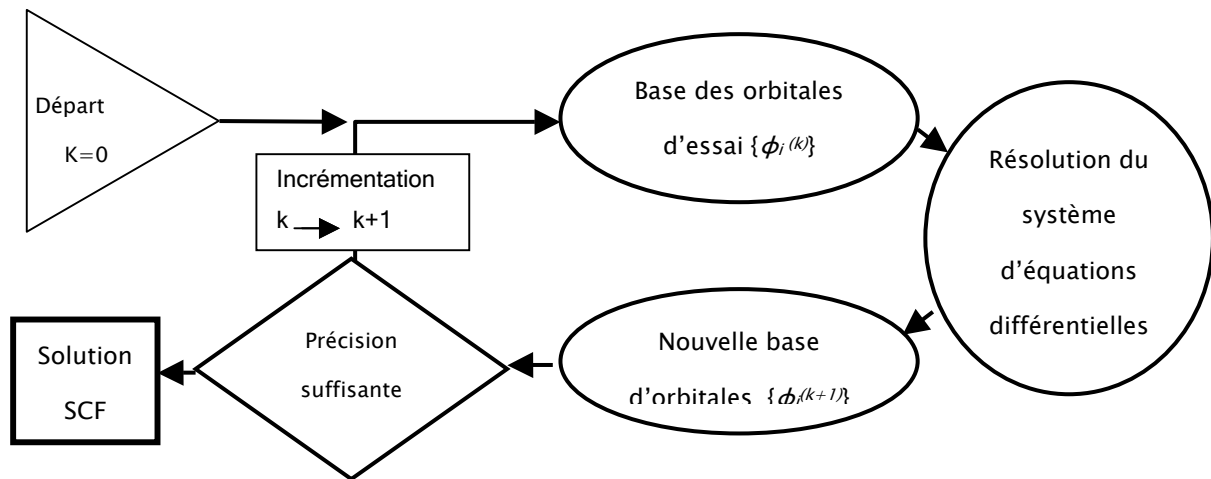 Départ
K=0
Incrémentation
k k+1
Base des orbitales
d'essai {ϕi (k)}
Résolution du
système
d'équations
différentielles
Nouvelle base
d'orbitales {ϕi(k+1)}
Précision
suffisante
Solution
SCF